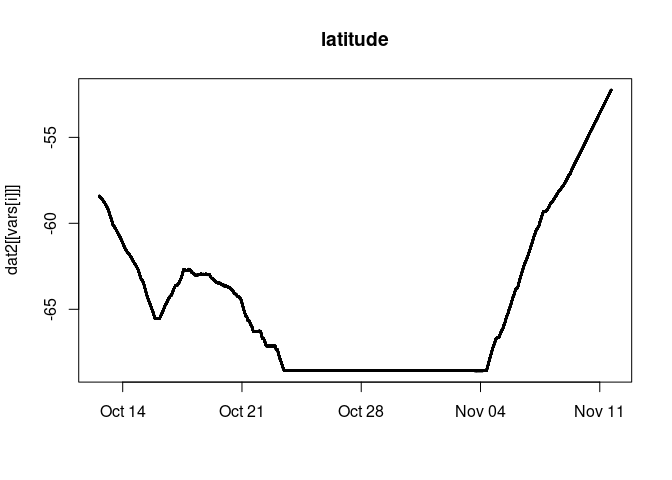 latitude
dat2[[vars[i]]]
-55
-60
-65
Oct 14 Oct 21 Oct 28 Nov 04 Nov 11